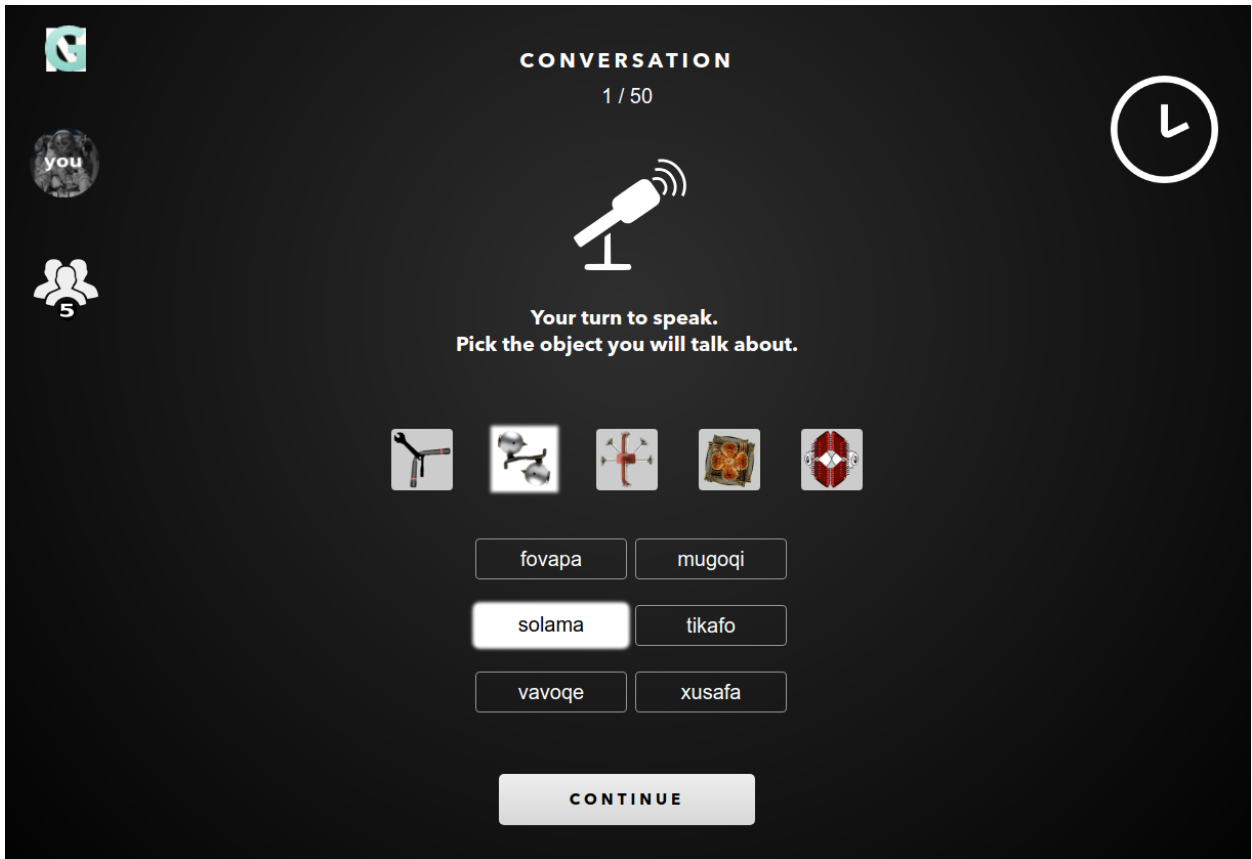 G
CONVERSATION
1 / 50
you
5
Your turn to speak.
Pick the object you will talk about.
fovapa mugoqi
solama tikafo
vavoqe xusafa
CONTINUE